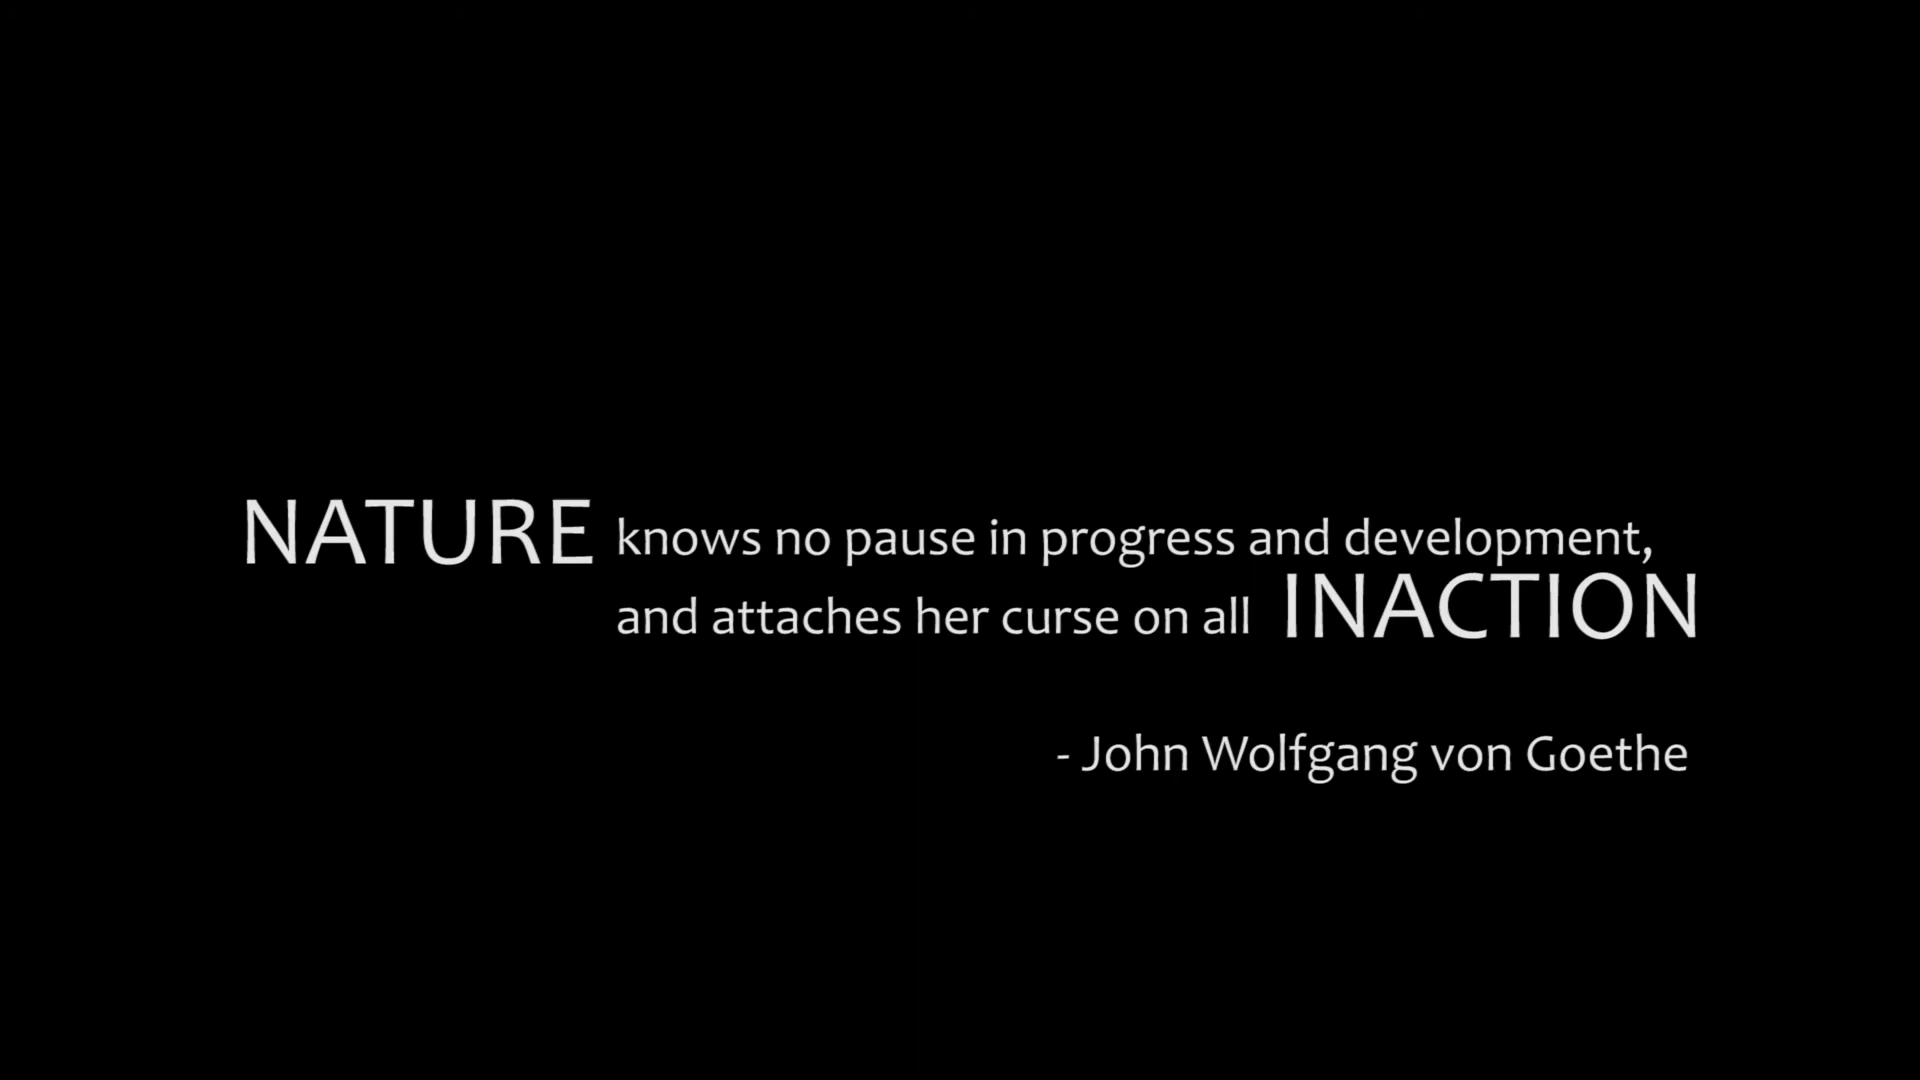 NATURE knows no pause in progress and development,
and attaches her curse on all INACTION
- John Wolfgang von Goethe